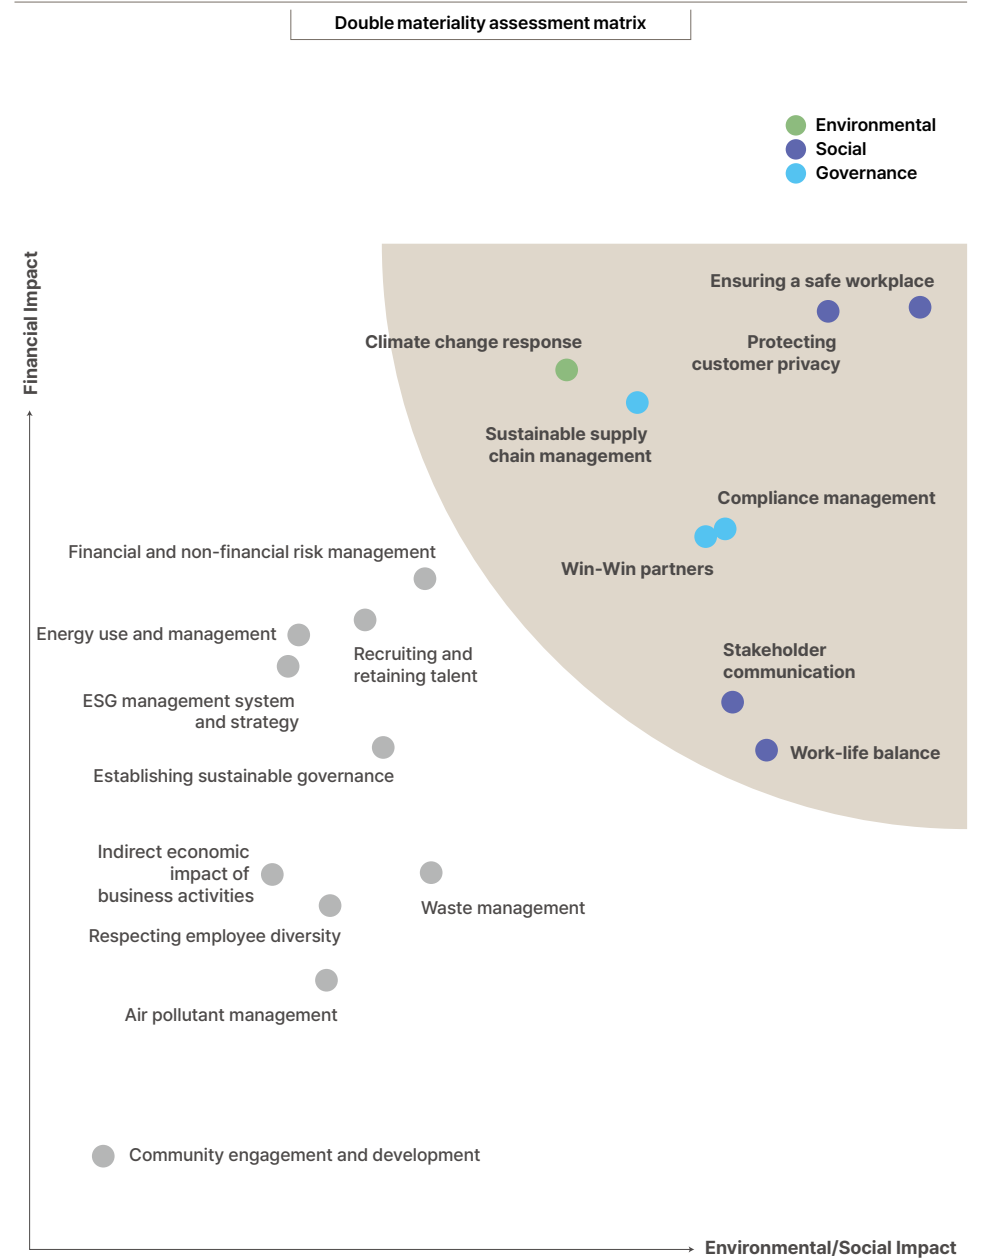 Double materiality assessment matrix
Environmental
Social
Governance
Financial Impact
Ensuring a safe workplace
Protecting
customer privacy
Climate change response
Sustainable supply
chain management
Compliance management
Win-Win partners
Financial and non-financial risk management
Energy use and management
Recruiting and
retaining talent
Stakeholder
communication
ESG management system
and strategy
Work-life balance
Establishing sustainable governance
Indirect economic
impact of
business activities
Waste management
Respecting employee diversity
Air pollutant management
Community engagement and development
Environmental/Social Impact